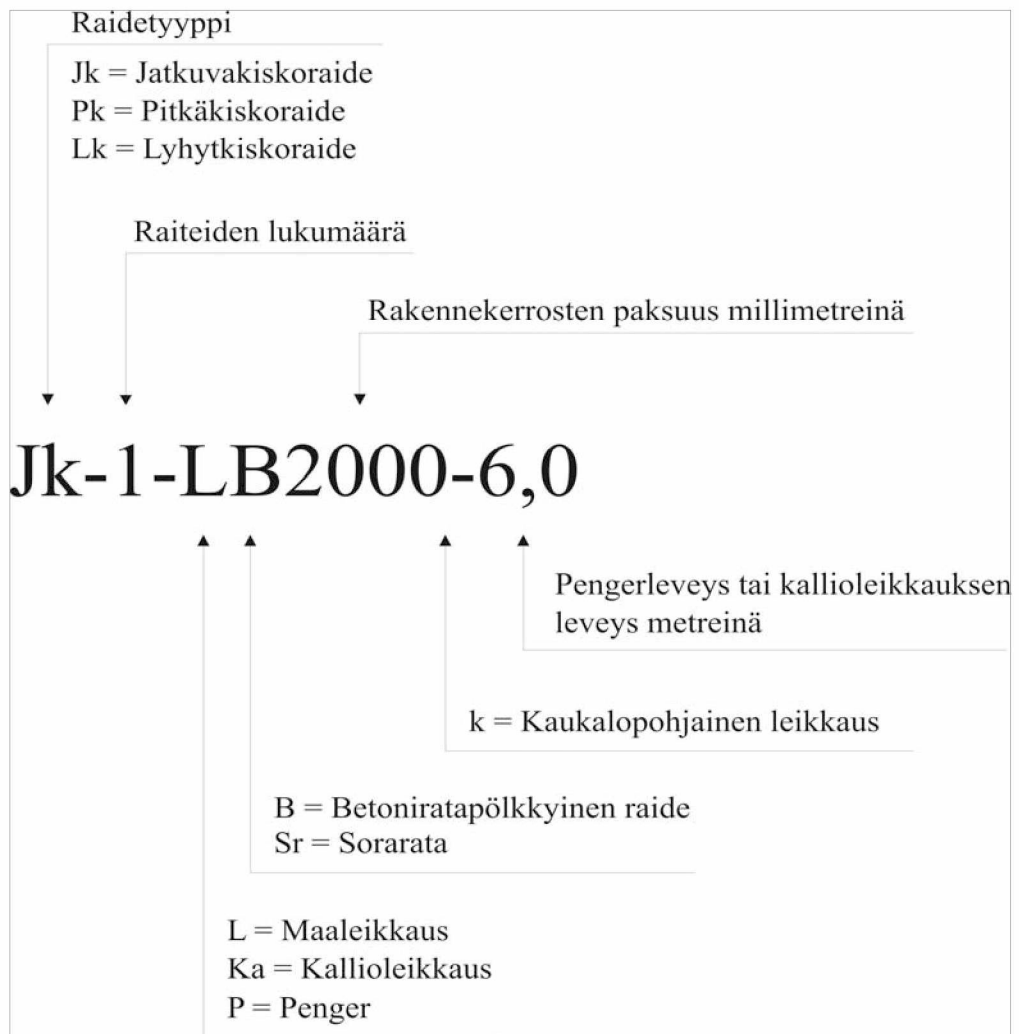 Raidetyyppi
Jk = Jatkuvakiskoraide
Pk = Pitkäkiskoraide
Lk = Lyhytkiskoraide
Raiteiden lukumäärä
Rakennekerrosten paksuus millimetreinä
Jk-1-LB2000-6,0
Pengerleveys tai kallioleikkauksen
leveys metreinä
k = Kaukalopohjainen leikkaus
B = Betoniratapölkkyinen raide
Sr = Sorarata
L = Maaleikkaus
Ka = Kallioleikkaus
P = Penger